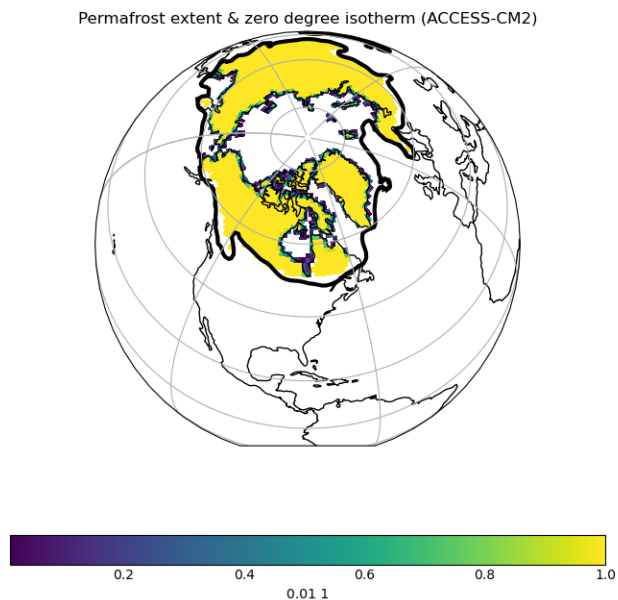 Permafrost extent & zero degree isotherm (ACCESS-CM2)
0.2 0.4 0.6 0.8 1.0
0.01 1